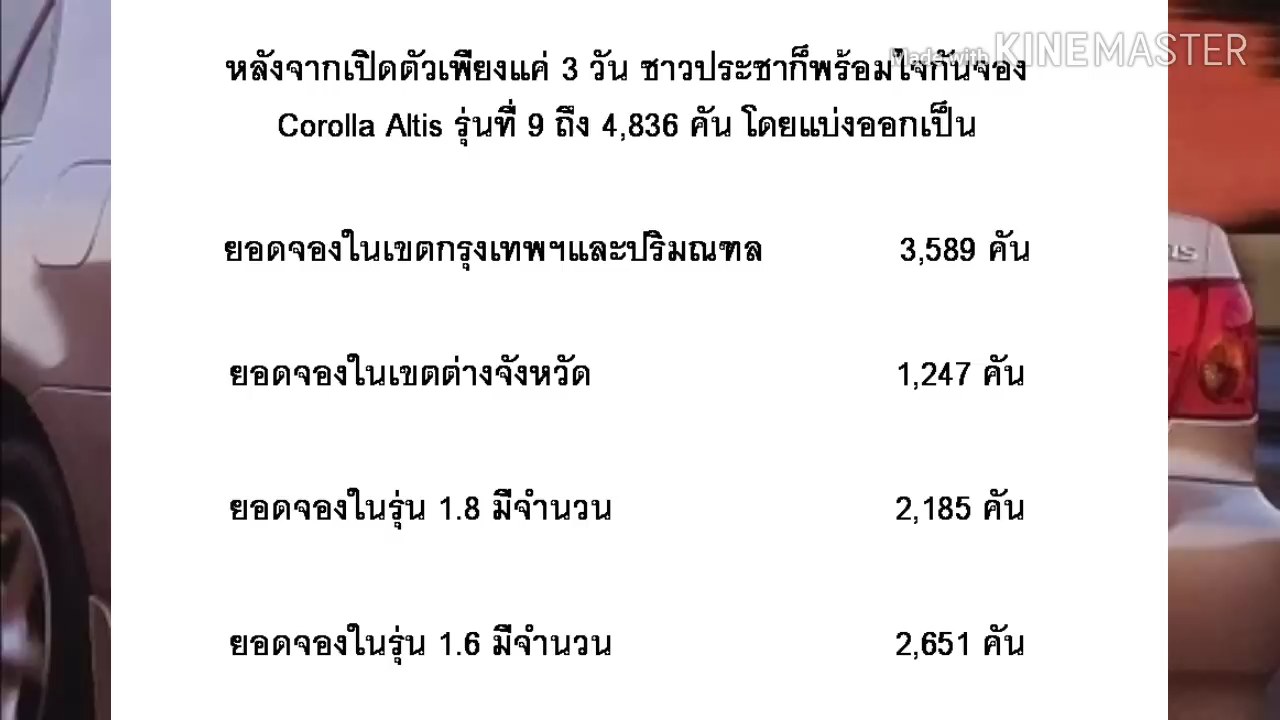 Made with KINEMASTER
หลังจากเปิดตัวเพียงแค่ 3 วัน ชาวประชาก็พร้อมใจกันจอง
Corolla Altis รุ่นที่ 9 ถึง 4,836 คัน โดยแบ่งออกเป็น
ยอดจองในเขตกรุงเทพฯและปริมณฑล 3,589 คัน
ยอดจองในเขตต่างจังหวัด 1,247 คัน
ยอดจองในรุ่น 1.8 มีจำนวน 2,185 คัน
ยอดจองในรุ่น 1.6 มีจำนวน 2,651 คัน